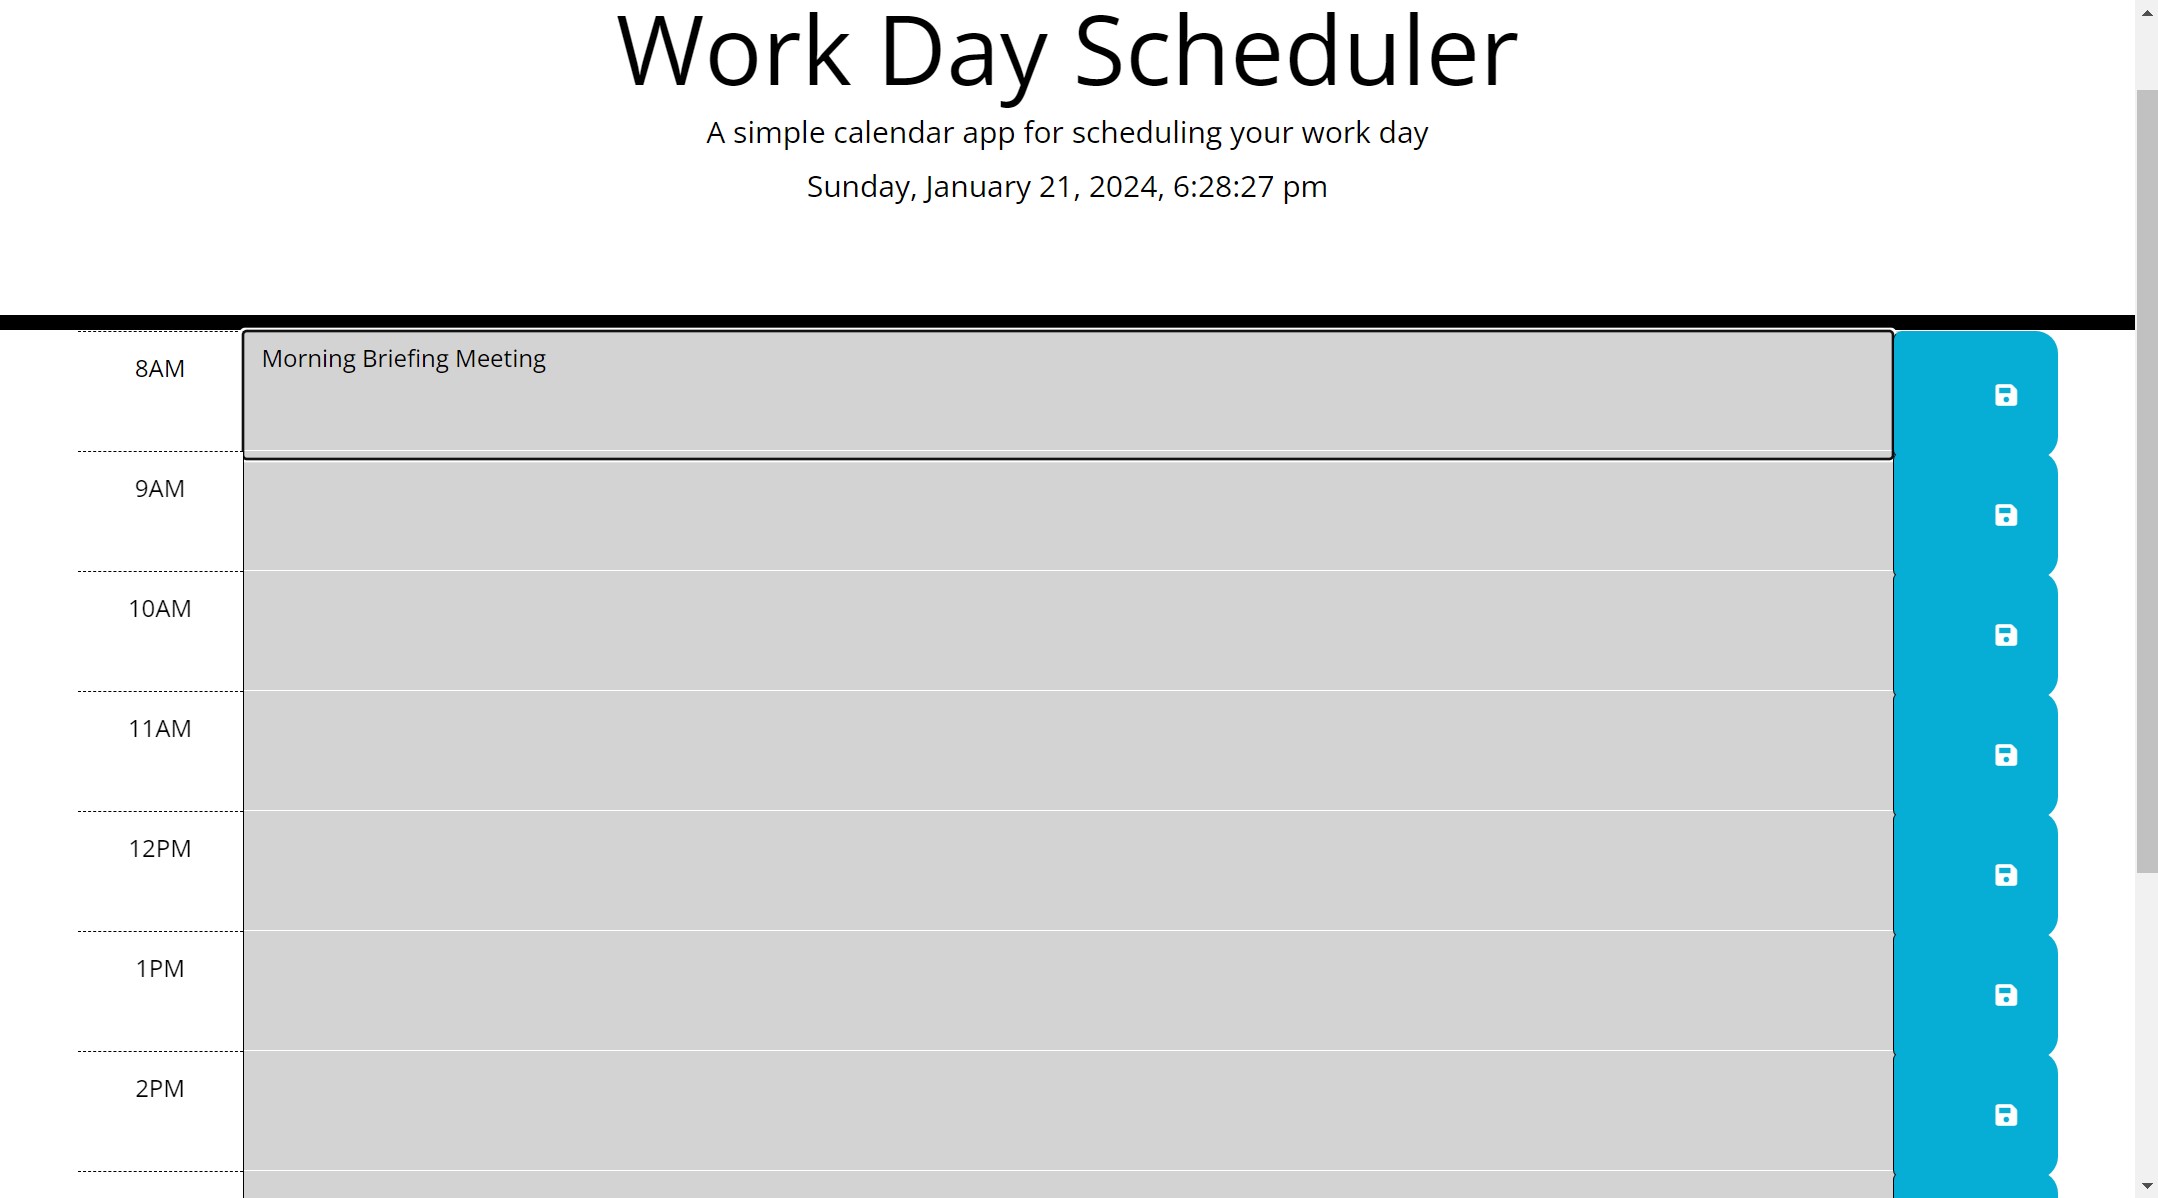 Work Day Scheduler
A simple calendar app for scheduling your work day
Sunday, January 21, 2024, 6:28:27 pm
8AM
Morning Briefing Meeting
9AM
10AM
11AM
12PM
1PM
2PM